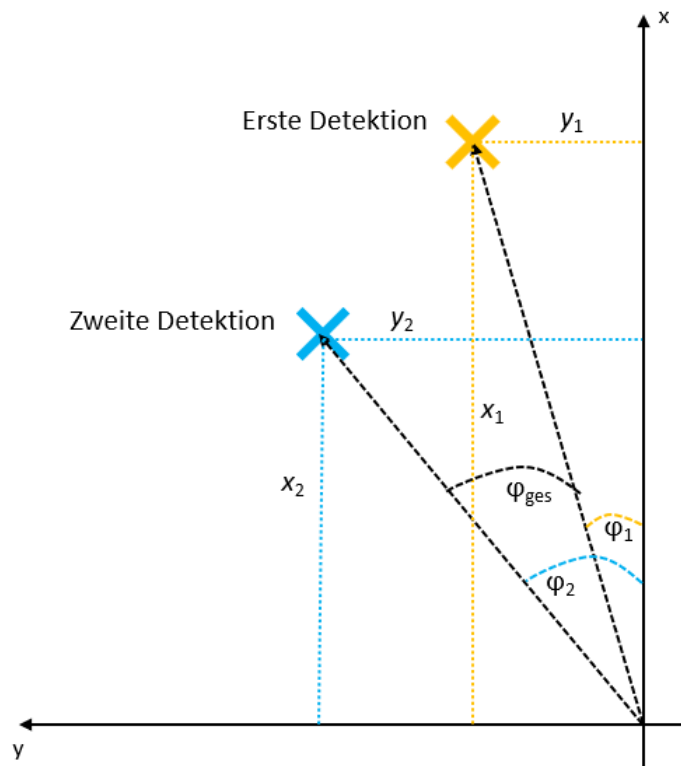 x
Erste Detektion
y₁
Zweite Detektion
y₂
x₁
x₂
φges
φ₁
φ₂
y